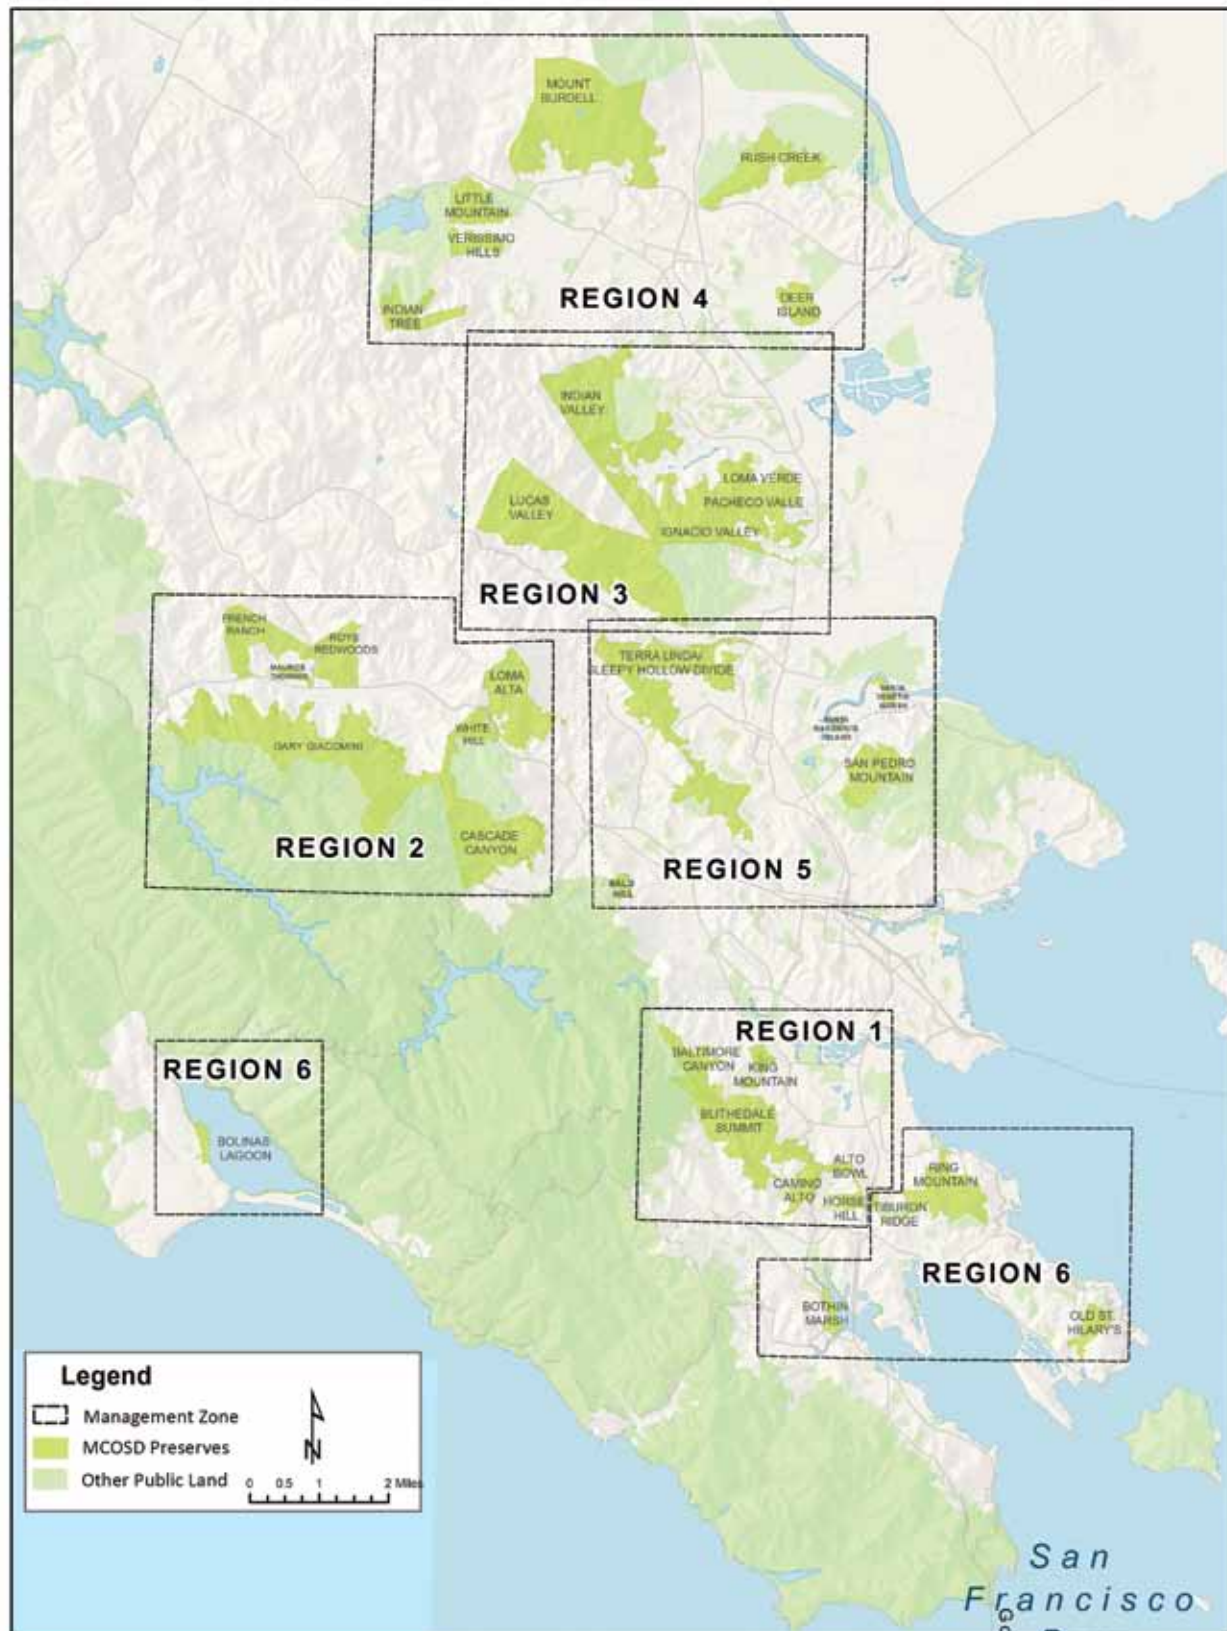 MOUNT
BURDELL
RUSH CREEK
LITTLE
MOUNTAIN
VERISSIMO
HILLS
INDIAN
TREE
REGION 4
DEER
ISLAND
INDIAN
VALLEY
LOMA VERDE
PACHECO VALLE
LUCAS
VALLEY
IGNACIO VALLEY
REGION 3
FRENCH
RANCH
ROYS
REDWOODS
LOMA
ALTA
WHITE
HILL
GARY GIACOMINI
CASCADE
CANYON
REGION 2
TERRA LINDA/
SLEEPY HOLLOW DIVIDE
SAN PEDRO
MOUNTAIN
REGION 5
BALD
HILL
REGION 1
BALTIMORE
CANYON
KING
MOUNTAIN
BLITHEDALE
SUMMIT
ALTO
BOWL
CAMINO
ALTO
HORSE
HILL
REGION 6
BOLINAS
LAGOON
RING
MOUNTAIN
TIBURON
RIDGE
REGION 6
BOTHIN
MARSH
OLD ST.
HILARY'S
Legend
Management Zone
MCOSD Preserves
Other Public Land
N
0 0.5 1 2 Miles
San
Francisco